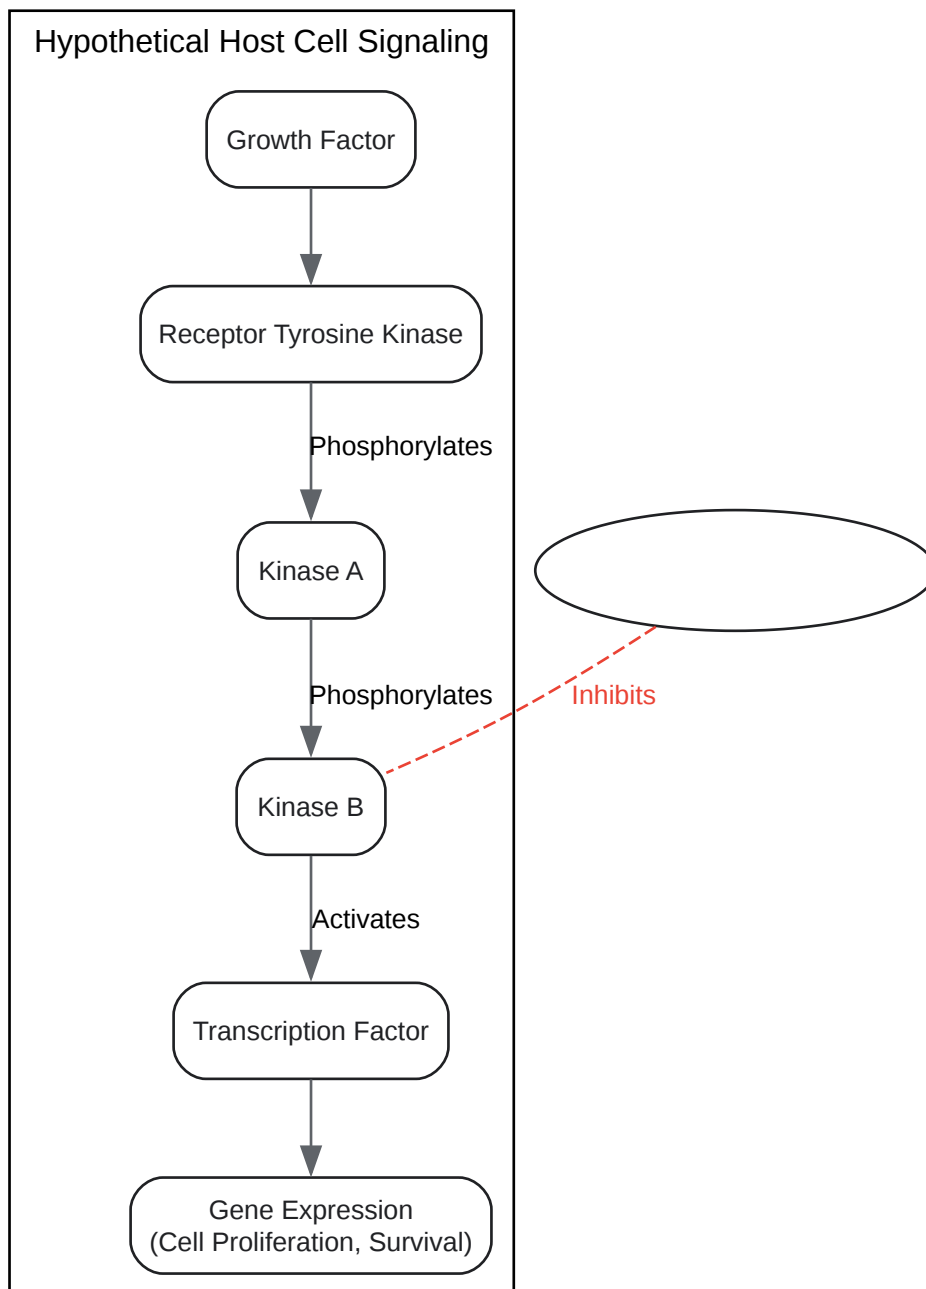 Hypothetical Host Cell Signaling
Growth Factor
Receptor Tyrosine Kinase
Phosphorylates
Kinase A
Phosphorylates
Inhibits
Kinase B
Activates
Transcription Factor
Gene Expression
(Cell Proliferation, Survival)